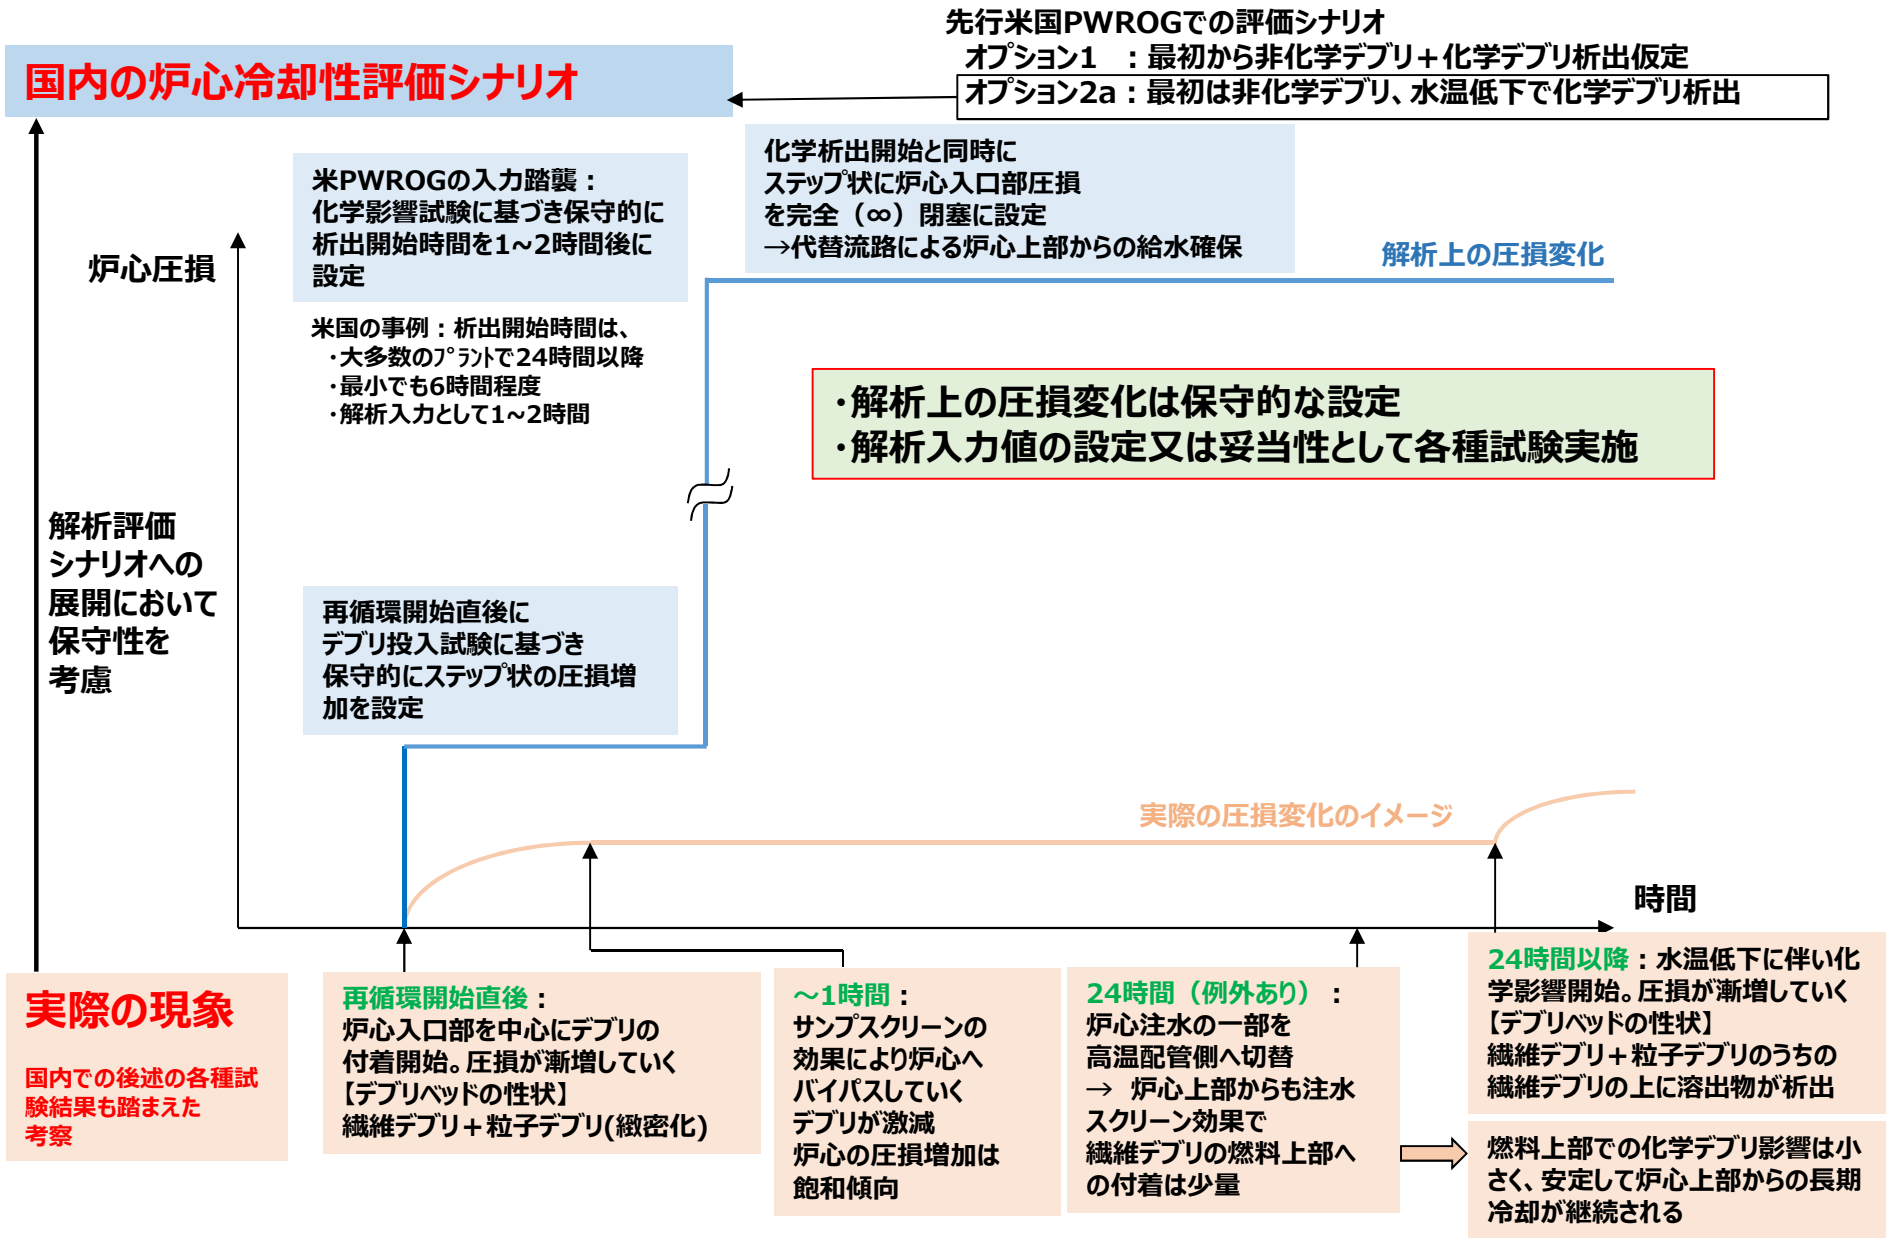 先行米国PWROGでの評価シナリオ
オプション1　：最初から非化学デブリ＋化学デブリ析出仮定
オプション2a：最初は非化学デブリ、水温低下で化学デブリ析出
国内の炉心冷却性評価シナリオ
米PWROGの入力踏襲：
化学影響試験に基づき保守的に
析出開始時間を1~2時間後に
設定
化学析出開始と同時に
ステップ状に炉心入口部圧損
を完全（∞）閉塞に設定
→代替流路による炉心上部からの給水確保
炉心圧損
解析上の圧損変化
米国の事例：析出開始時間は、
・大多数のﾌﾟﾗﾝﾄで24時間以降
・最小でも6時間程度
・解析入力として1~2時間
・解析上の圧損変化は保守的な設定
・解析入力値の設定又は妥当性として各種試験実施
解析評価
シナリオへの
展開において
保守性を
考慮
再循環開始直後に
デブリ投入試験に基づき
保守的にステップ状の圧損増
加を設定
実際の圧損変化のイメージ
時間
実際の現象
国内での後述の各種試
験結果も踏まえた
考察
再循環開始直後：
炉心入口部を中心にデブリの
付着開始。圧損が漸増していく
【デブリベッドの性状】
繊維デブリ＋粒子デブリ(緻密化)
～1時間：
サンプスクリーンの
効果により炉心へ
バイパスしていく
デブリが激減
炉心の圧損増加は
飽和傾向
24時間（例外あり）：
炉心注水の一部を
高温配管側へ切替
→ 炉心上部からも注水
スクリーン効果で
繊維デブリの燃料上部へ
の付着は少量
24時間以降：水温低下に伴い化
学影響開始。圧損が漸増していく
【デブリベッドの性状】
繊維デブリ＋粒子デブリのうちの
繊維デブリの上に溶出物が析出
燃料上部での化学デブリ影響は小
さく、安定して炉心上部からの長期
冷却が継続される